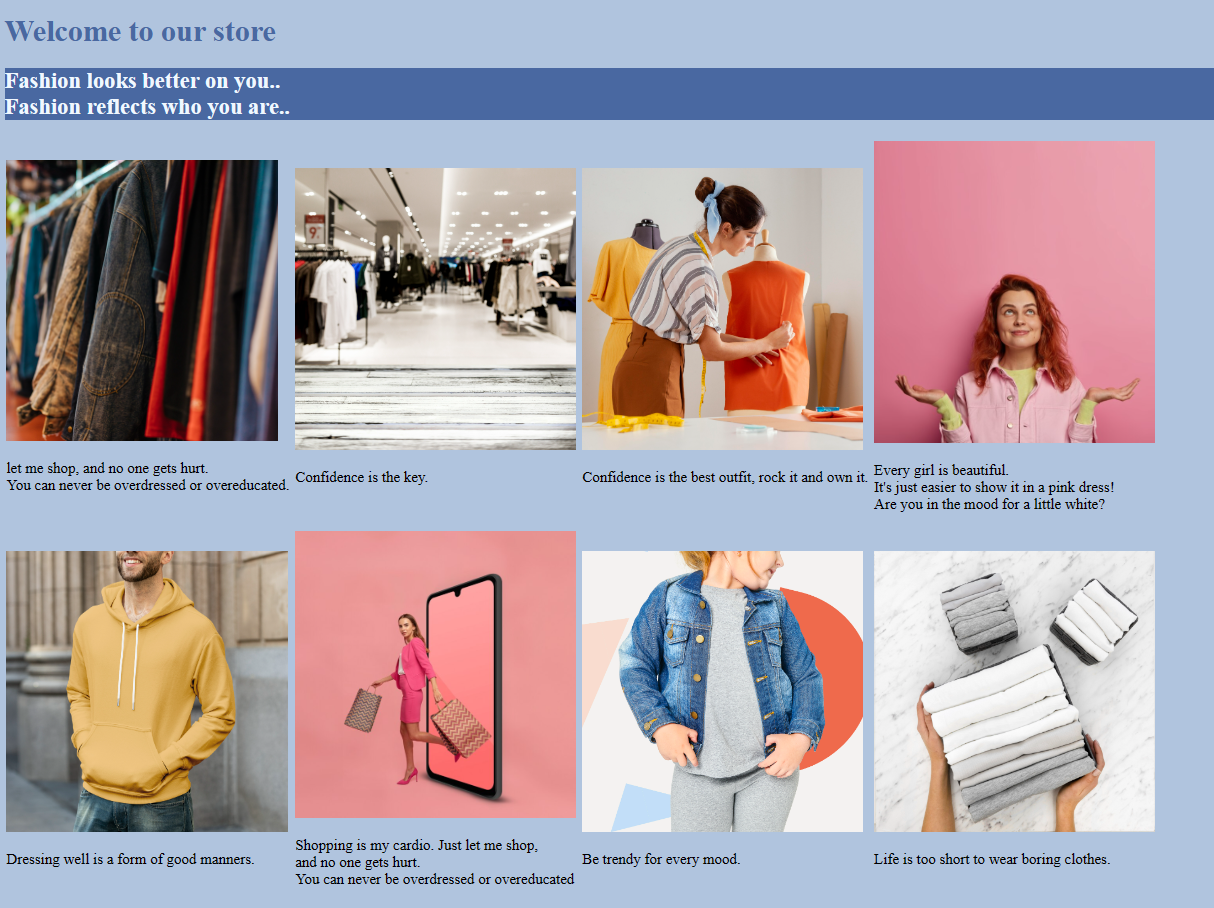 Welcome to our store
Fashion looks better on you..
Fashion reflects who you are..
9.
let me shop, and no one gets hurt.
You can never be overdressed or overeducated.
Confidence is the key.
Confidence is the best outfit, rock it and own it.
Every girl is beautiful.
It's just easier to show it in a pink dress!
Are you in the mood for a little white?
Dressing well is a form of good manners.
Shopping is my cardio. Just let me shop,
and no one gets hurt.
You can never be overdressed or overeducated
Be trendy for every mood.
Life is too short to wear boring clothes.